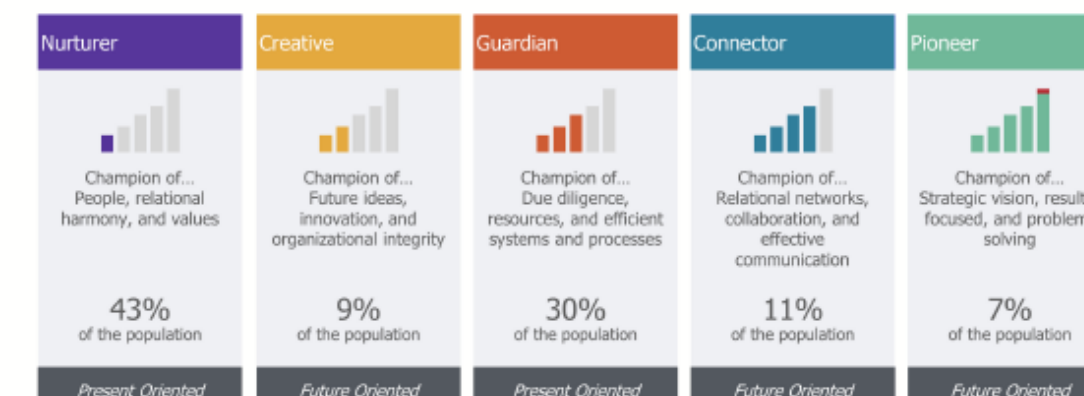 Nurturer
Champion of...
People, relational
harmony, and values
43%
of the population
Present Oriented
Creative
Champion of...
Future ideas,
innovation, and
organizational integrity
9%
of the population
Future Oriented
Guardian
Champion of...
Due diligence,
resources, and efficient
systems and processes
30%
of the population
Present Oriented
Connector
Champion of...
Relational networks,
collaboration, and
effective
communication
11%
of the population
Future Oriented
Pioneer
Champion of...
Strategic vision, result
focused, and problem
solving
7%
of the population
Future Oriented